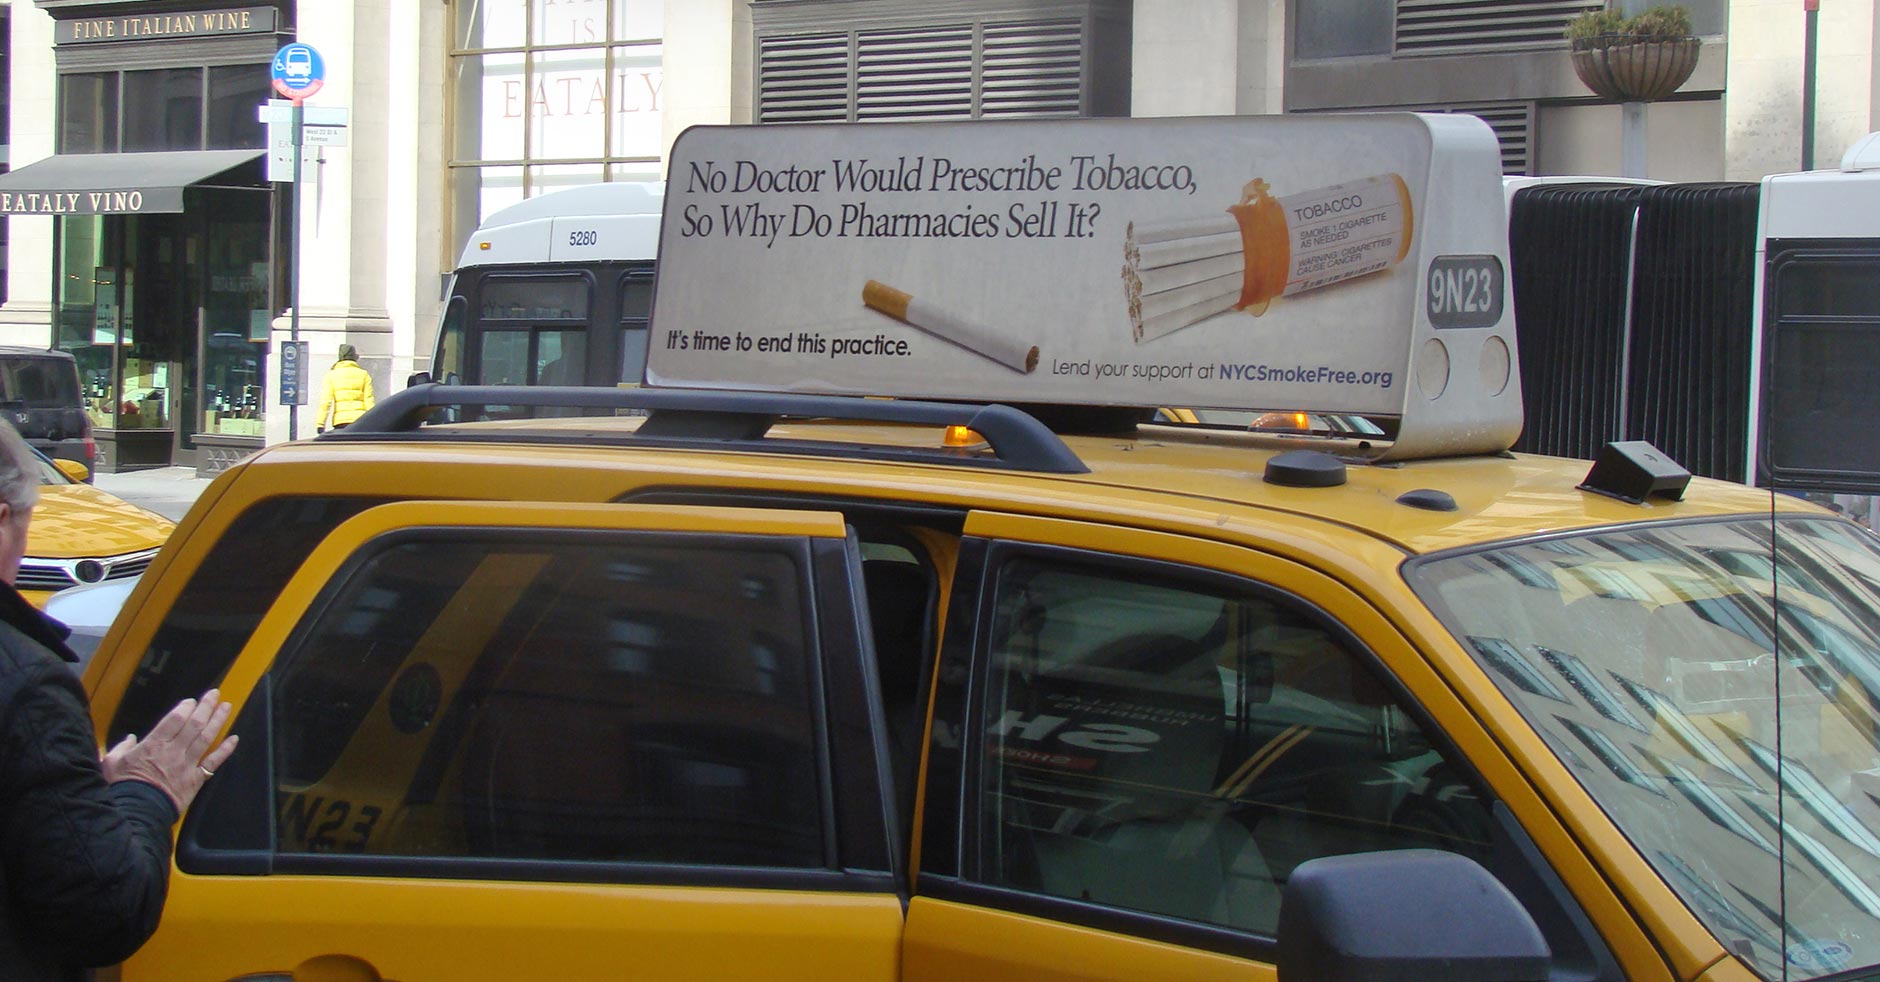 FINE ITALIAN WINE
IS
EATALY
EATALY VINO
5280
No Doctor Would Prescribe Tobacco,
So Why Do Pharmacies Sell It?
TOBACCO
SMOKE 1 CIGARETTE
AS NEEDED
WARNING: CIGARETTES
CAUSE CANCER
9N23
It's time to end this practice.
Lend your support at NYCSmokeFree.org
9N23